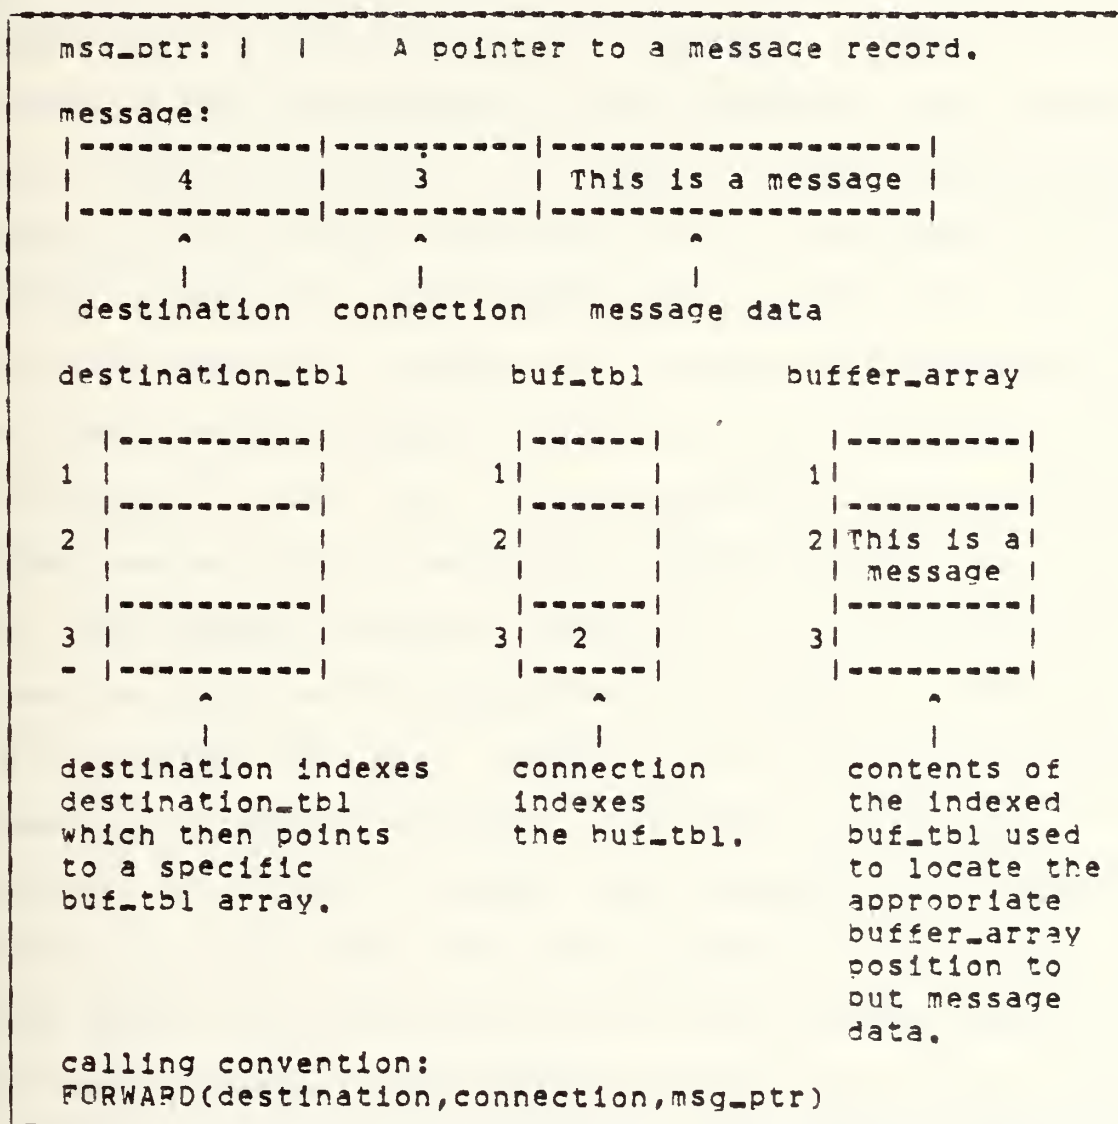 msg_ptr: | | A pointer to a message record.
message:
|------------|----------|-------------------|
| 4 | 3 | This is a message |
|------------|----------|-------------------|
^ ^ ^
| | |
destination connection message data
destination_tbl buf_tbl buffer_array
|-----------| |------| |---------|
1 | | 1| | 1| |
|-----------| |------| |---------|
2 | | 2| | 2|This is a|
| | | | | message |
|-----------| |------| |---------|
3 | | 3| 2 | 3| |
- |-----------| |------| |---------|
^ ^ ^
| | |
destination indexes connection contents of
destination_tbl indexes the indexed
which then points the buf_tbl. buf_tbl used
to a specific to locate the
buf_tbl array. appropriate
buffer_array
position to
put message
data.
calling convention:
FORWARD(destination,connection,msg_ptr)